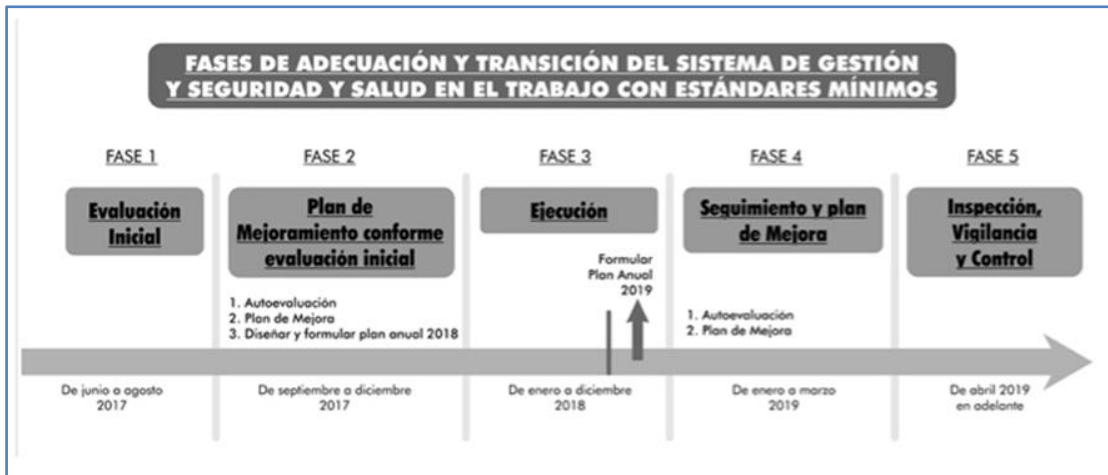 FASES DE ADECUACIÓN Y TRANSICIÓN DEL SISTEMA DE GESTIÓN
Y SEGURIDAD Y SALUD EN EL TRABAJO CON ESTÁNDARES MÍNIMOS
FASE 1
Evaluación
Inicial
De junio a agosto
2017
FASE 2
Plan de
Mejoramiento conforme
evaluación inicial
1. Autoevaluación
2. Plan de Mejora
3. Diseñar y formular plan anual 2018
De septiembre a diciembre
2017
FASE 3
Ejecución
Formular
Plan Anual
2019
De enero a diciembre
2018
FASE 4
Seguimiento y plan
de Mejora
1. Autoevaluación
2. Plan de Mejora
De enero a marzo
2019
FASE 5
Inspección,
Vigilancia
y Control
De abril 2019
en adelante